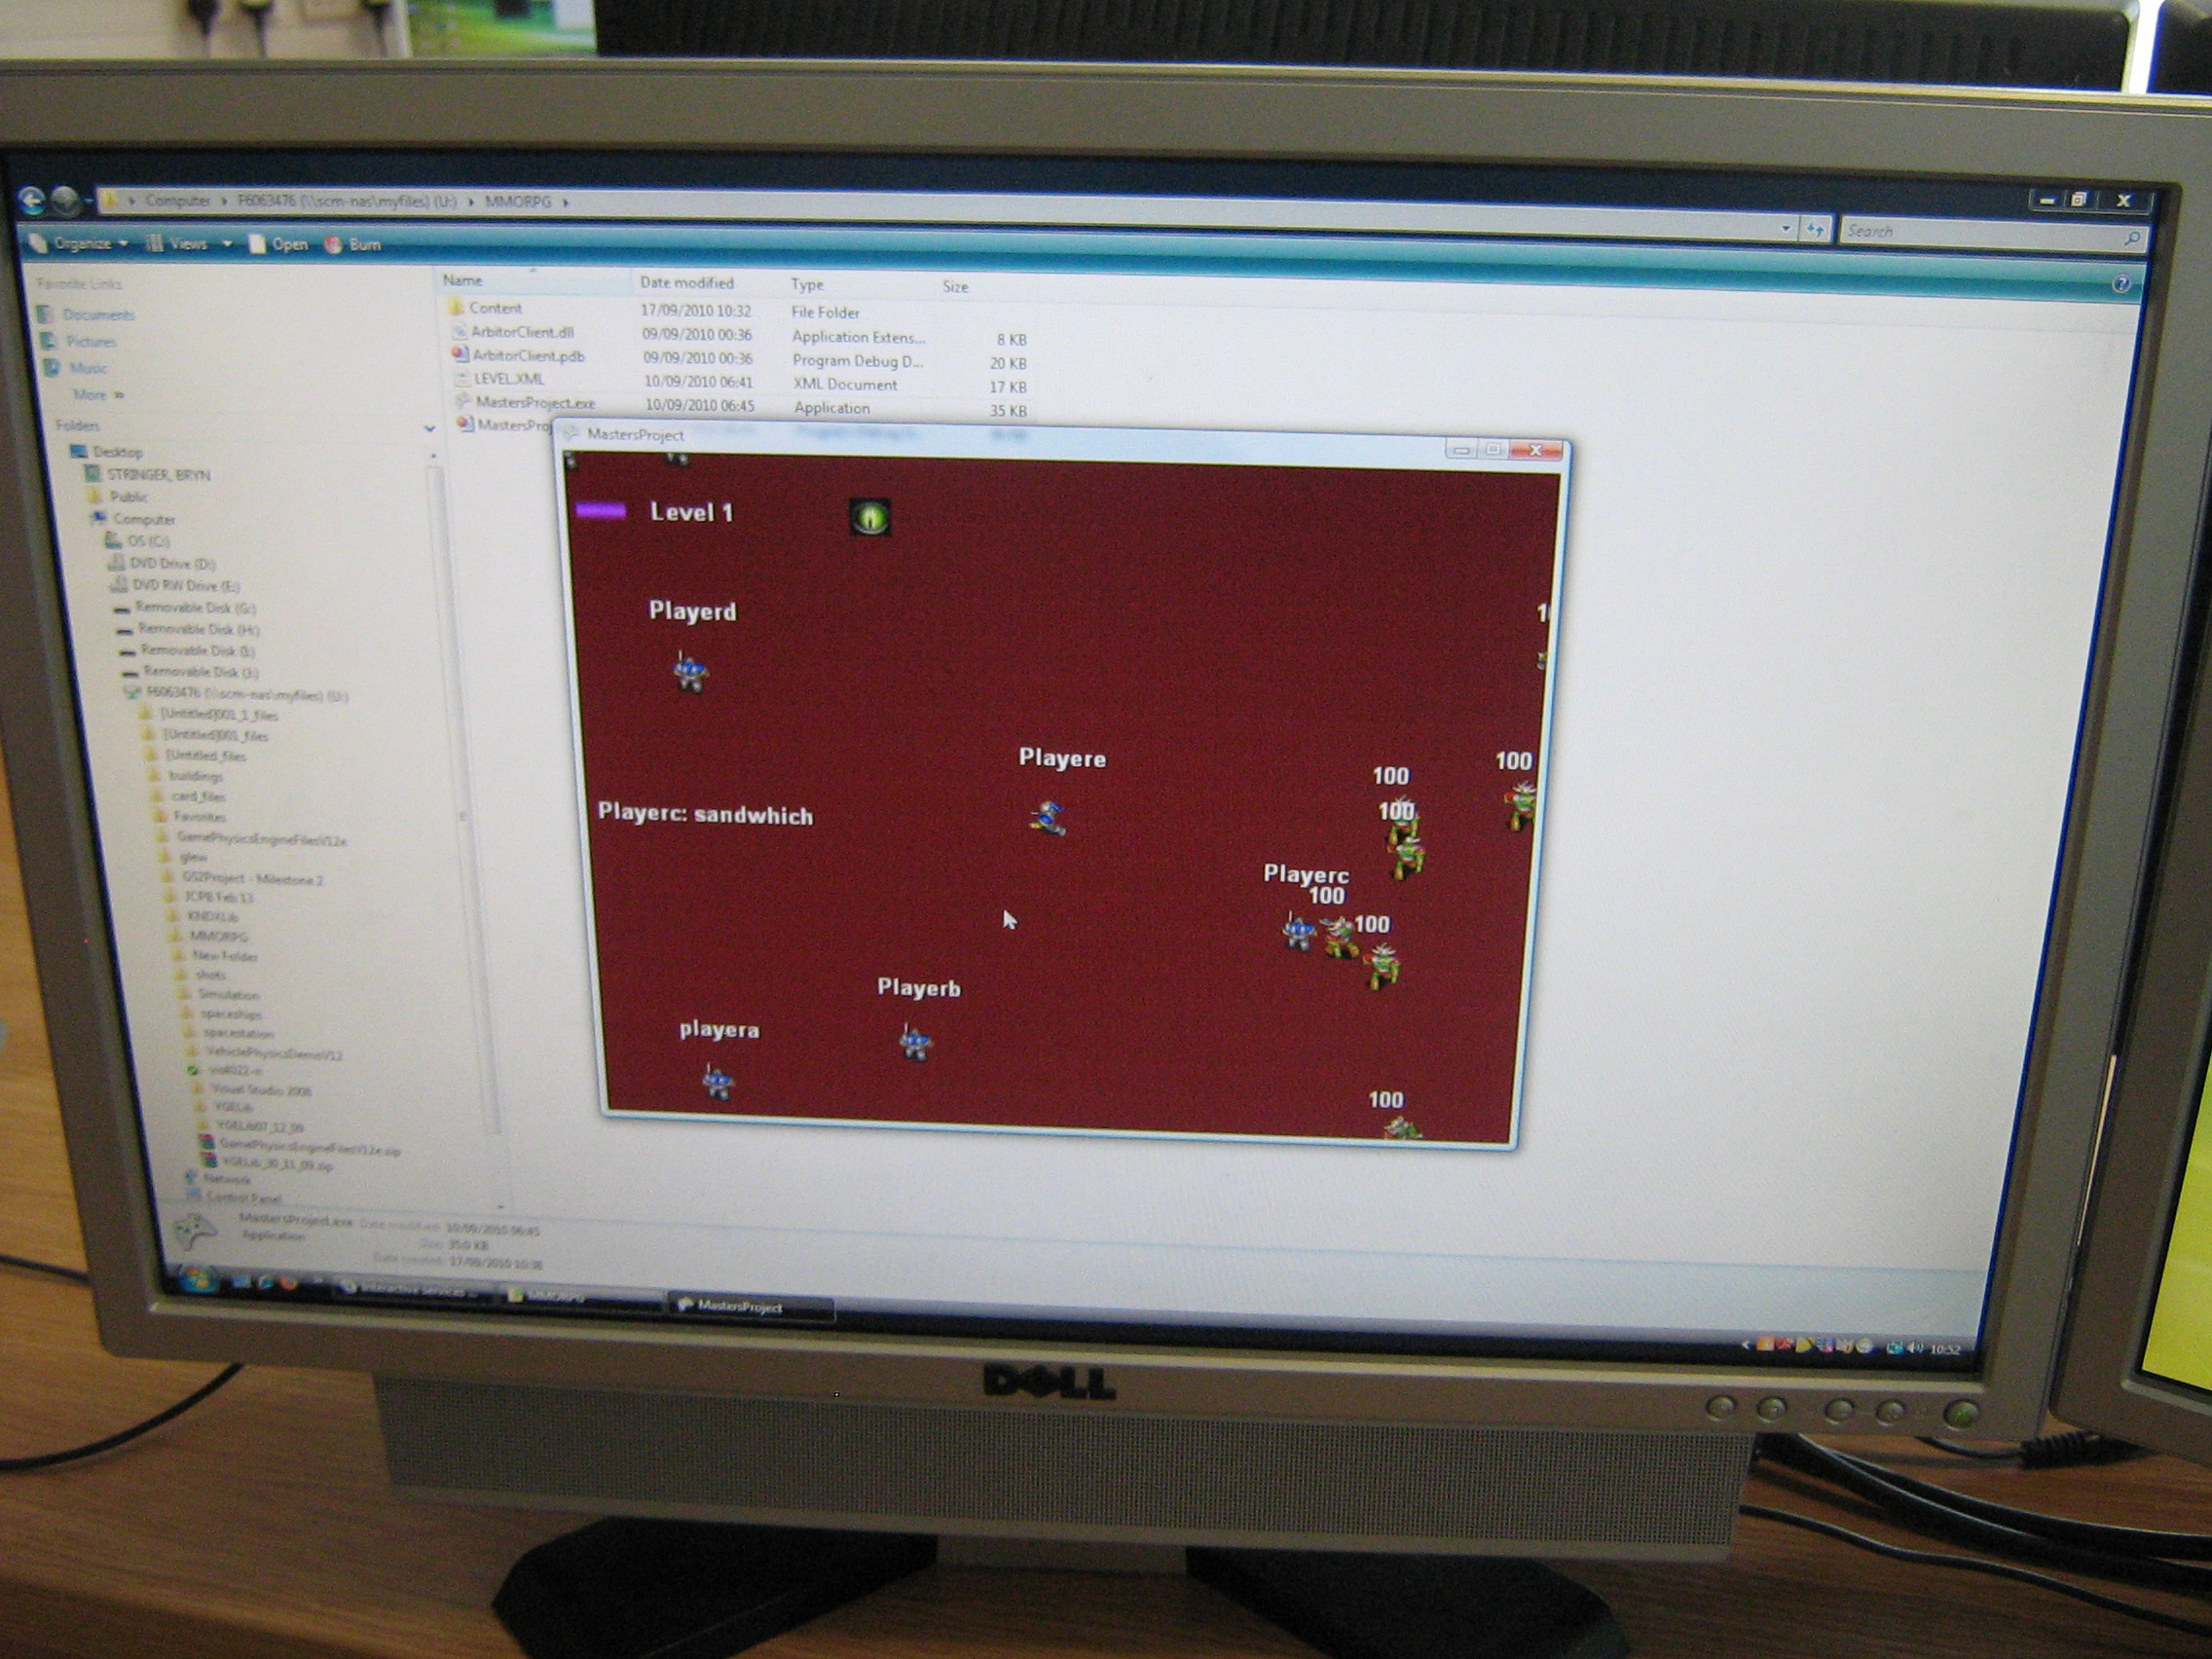 Computer ▸ F6063476 (\\scm-nas\myfiles) (U:) ▸ MMORPG ▸
Search
Organize Views Open Burn
Favorite Links
Documents
Pictures
Music
More »
Folders
Desktop
STRINGER, BRYN
Public
Computer
OS (C:)
DVD Drive (D:)
DVD RW Drive (E:)
Removable Disk (G:)
Removable Disk (H:)
Removable Disk (I:)
Removable Disk (J:)
F6063476 (\\scm-nas\myfiles) (U:)
[Untitled]001_1_files
[Untitled]001_files
[Untitled_files
buildings
card_files
Favorites
GamePhysicsEngineFilesV12e
glew
GS2Project - Milestone 2
JCPB Feb 13
MMORPG
New Folder
shots
Simulation
spaceships
spacestation
VehiclePhysicsDemoV12
Visual Studio 2008
YGELib
YGELib07_12_09
GamePhysicsEngineFilesV12e.zip
YGELib_30_11_09.zip
Network
Control Panel
Name Date modified Type Size
Content 17/09/2010 10:32 File Folder
ArbitorClient.dll 09/09/2010 00:36 Application Extens... 8 KB
ArbitorClient.pdb 09/09/2010 00:36 Program Debug D... 20 KB
LEVEL.XML 10/09/2010 06:41 XML Document 17 KB
MastersProject.exe 10/09/2010 06:45 Application 35 KB
MastersProj
MastersProject
Level 1
Playerd
Playere
100
100
100
Playerc: sandwhich
Playerc
100
100
Playerb
playera
100
MastersProject.exe Date modified: 10/09/2010 06:45
Application Size: 35.0 KB
Date created: 17/09/2010 10:38
Interactive Services ...
MMORPG
MastersProject
10:52
DELL